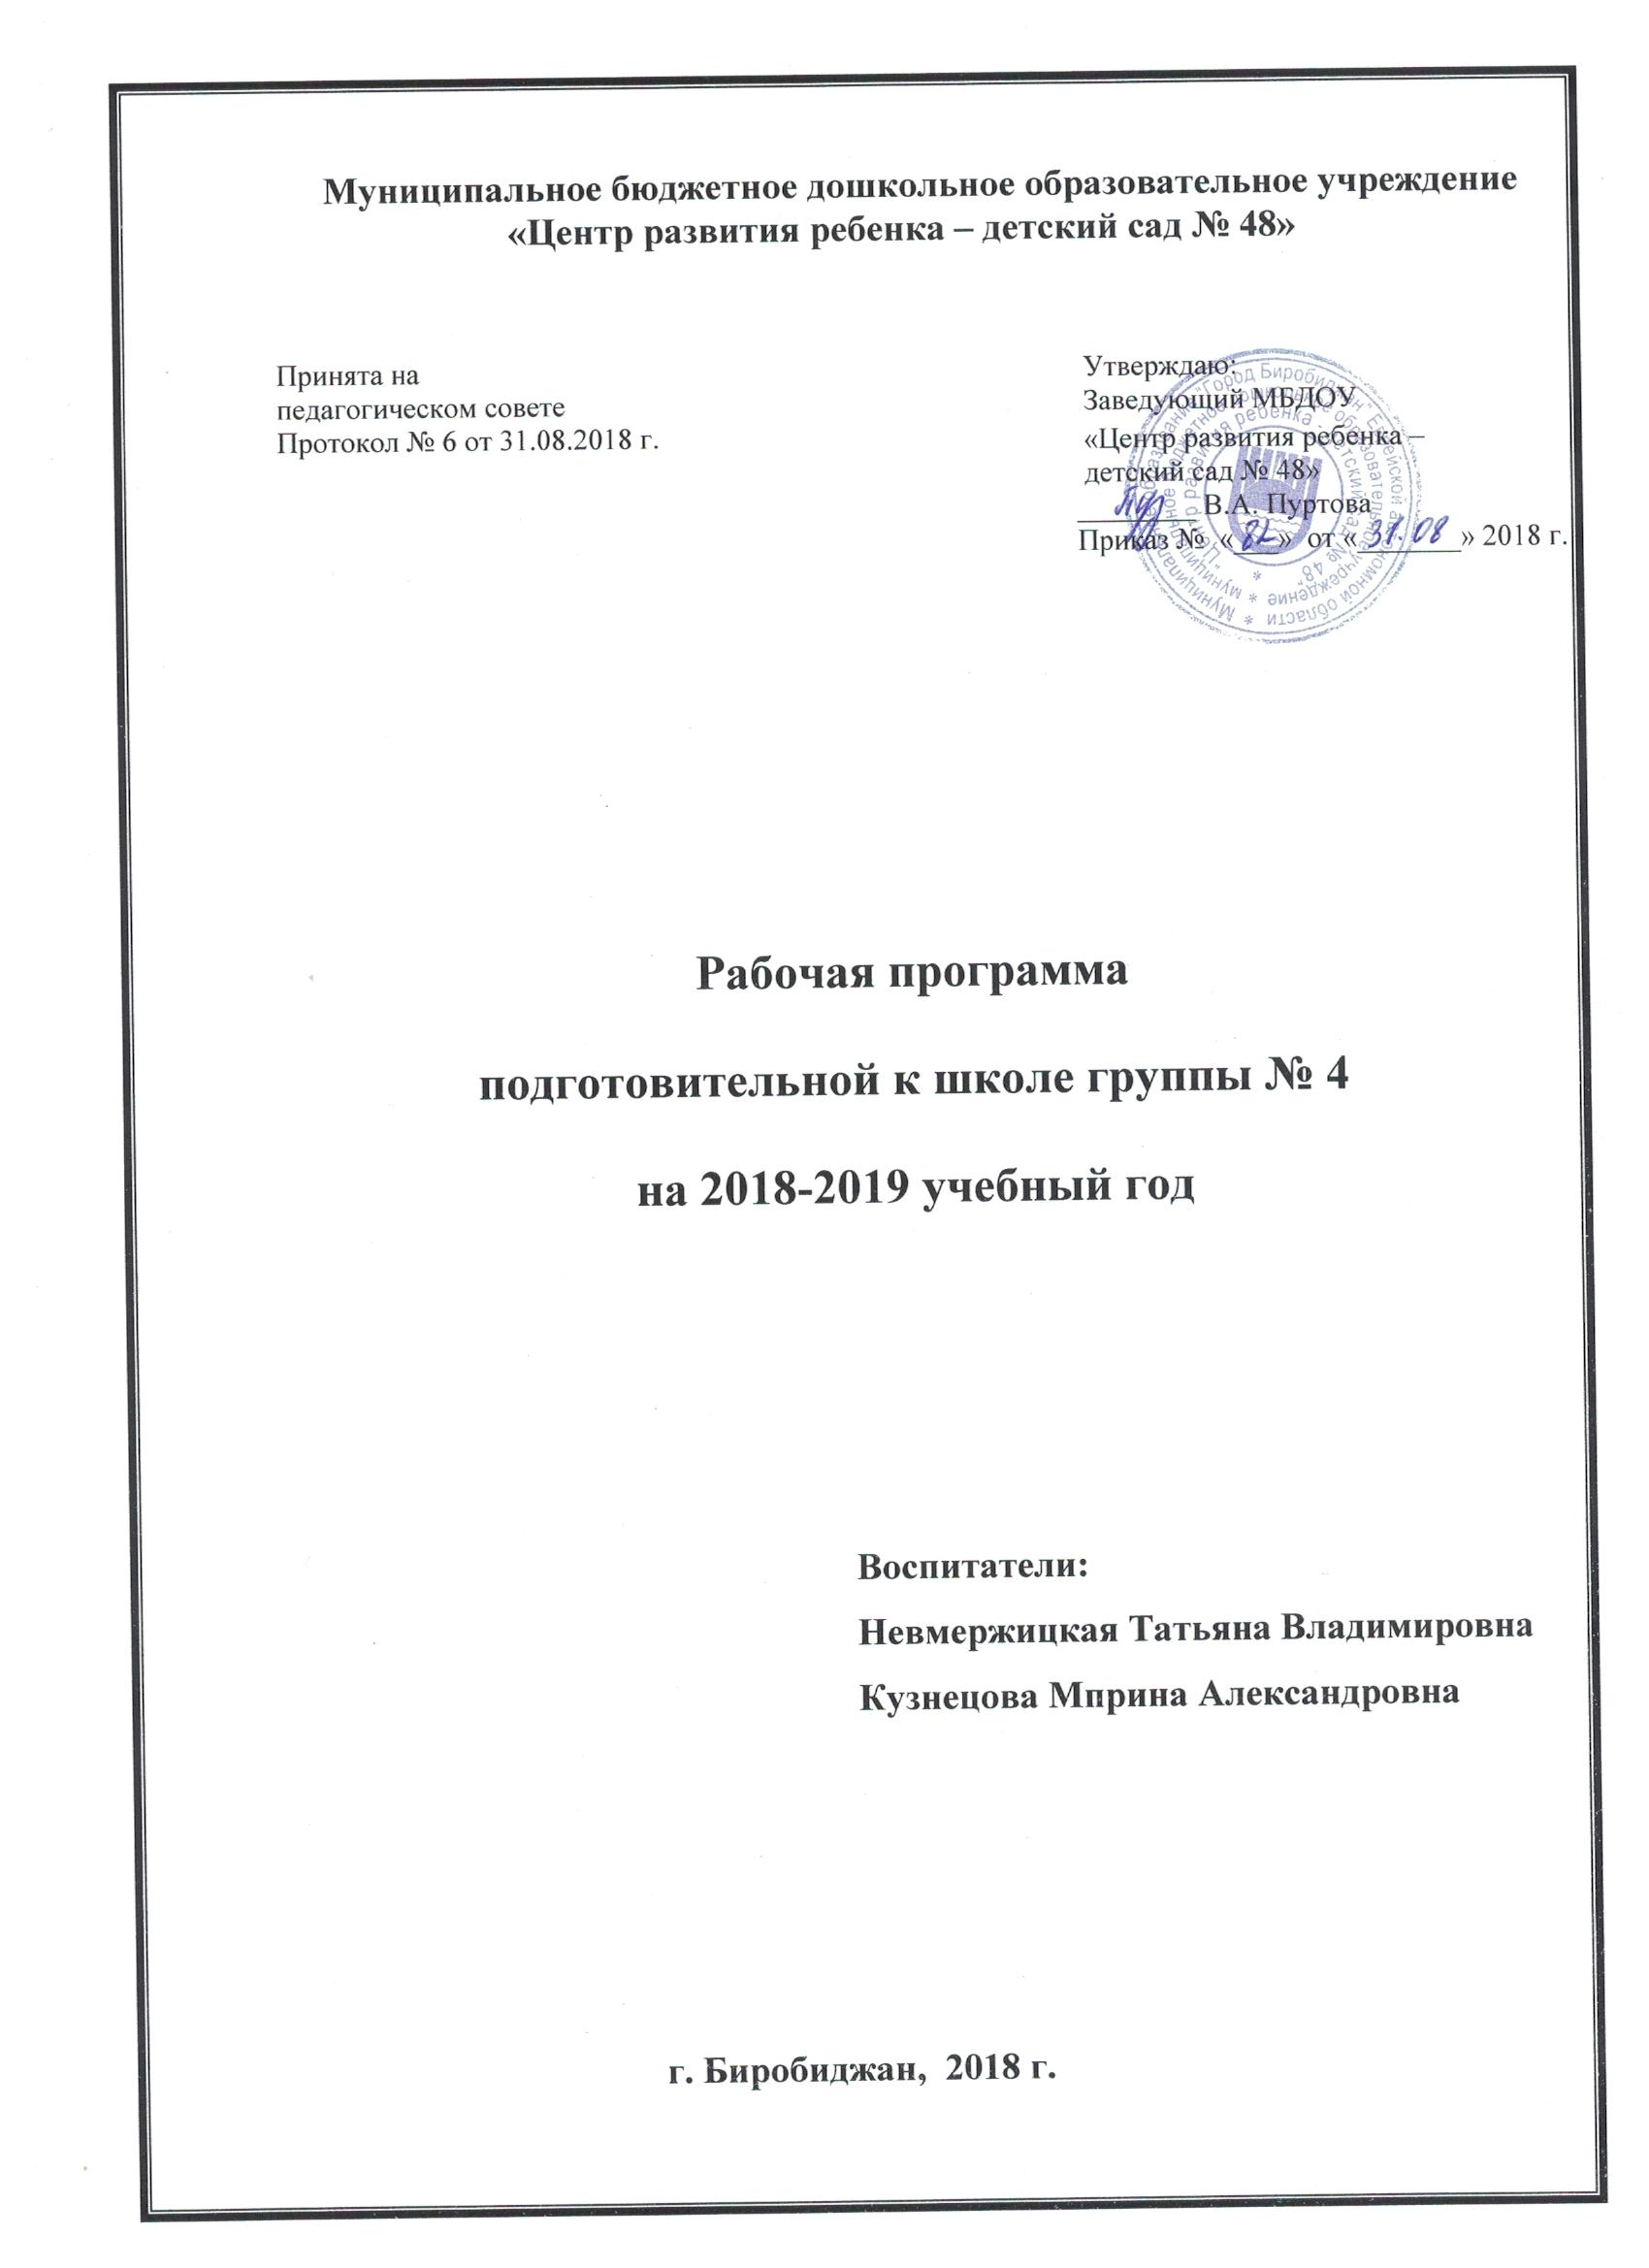 Муниципальное бюджетное дошкольное образовательное учреждение
«Центр развития ребенка – детский сад № 48»
Принята на
педагогическом совете
Протокол № 6 от 31.08.2018 г.
Утверждаю:
Заведующий МБДОУ
«Центр развития ребенка –
детский сад № 48»
В.А. Пуртова
Приказ № «82» от «31.08» 2018 г.
Рабочая программа
подготовительной к школе группы № 4
на 2018-2019 учебный год
Воспитатели:
Невмержицкая Татьяна Владимировна
Кузнецова Мприна Александровна
г. Биробиджан, 2018 г.